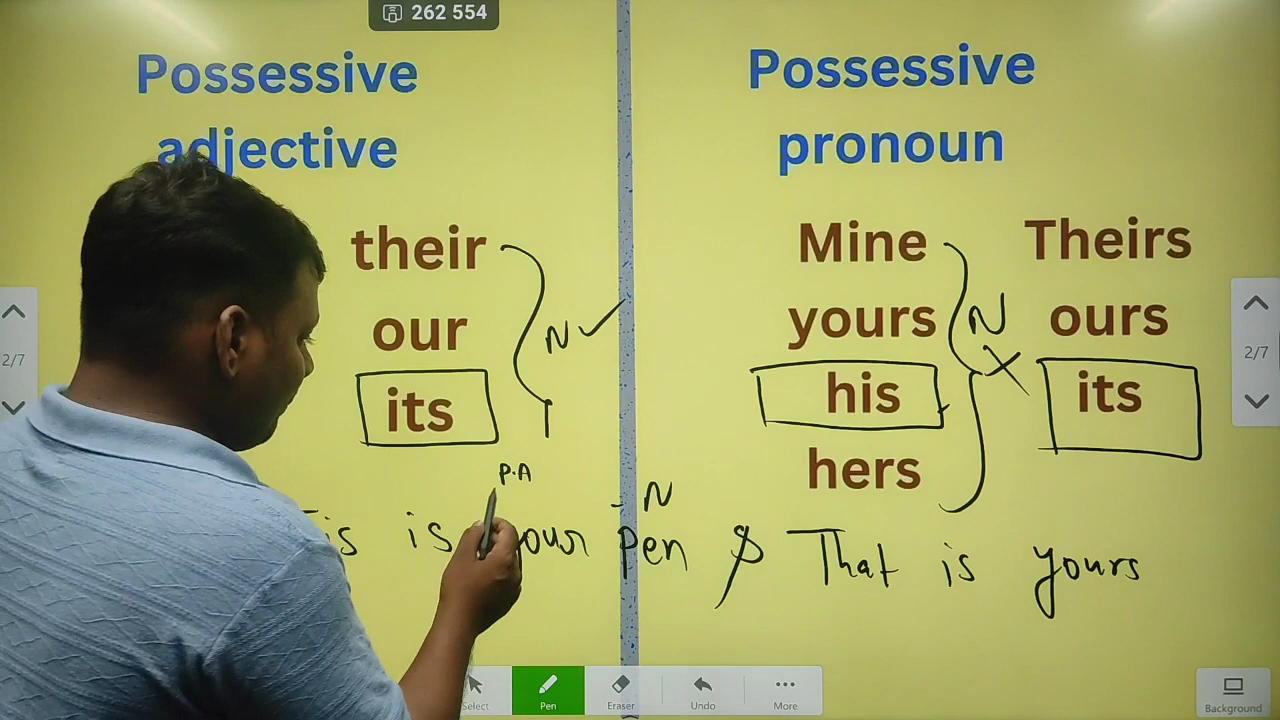 262 554
Possessive
adjective
their
our
its
N
P.A
N
is is your pen & That is yours
Possessive
pronoun
Mine
yours
his
hers
Theirs
ours
its
N
2/7
2/7
Select
Pen
Eraser
Undo
More
Background